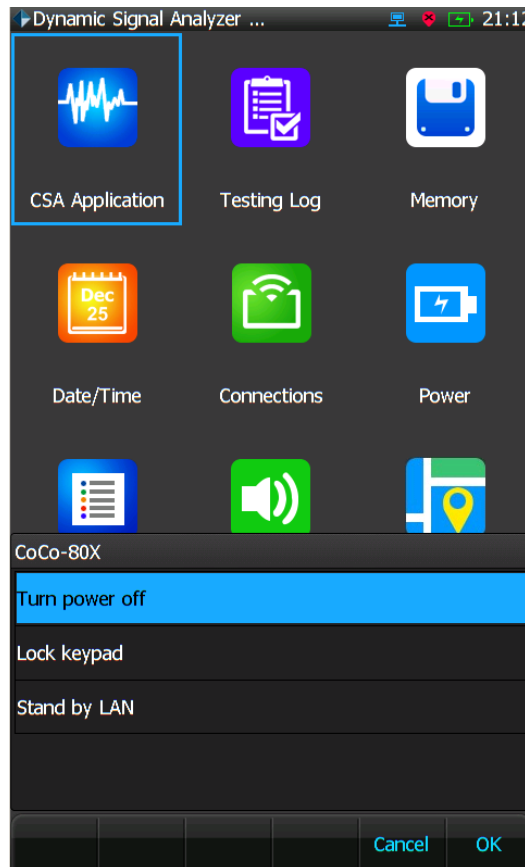 Dynamic Signal Analyzer ... 21:12
CSA Application Testing Log Memory
Dec
25
Date/Time Connections Power
CoCo-80X
Turn power off
Lock keypad
Stand by LAN
Cancel OK